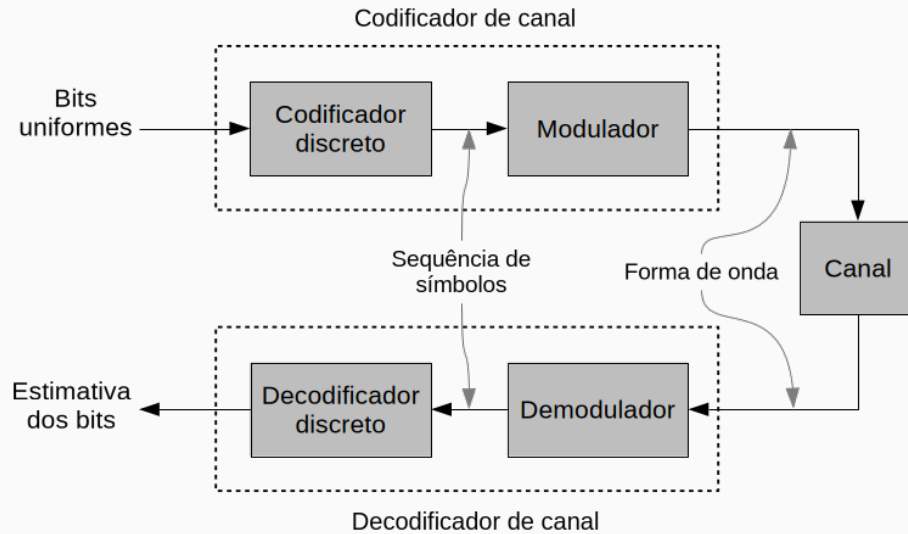 Codificador de canal
Bits
uniformes
Codificador
discreto
Modulador
Sequência de
símbolos
Forma de onda
Canal
Estimativa
dos bits
Decodificador
discreto
Demodulador
Decodificador de canal